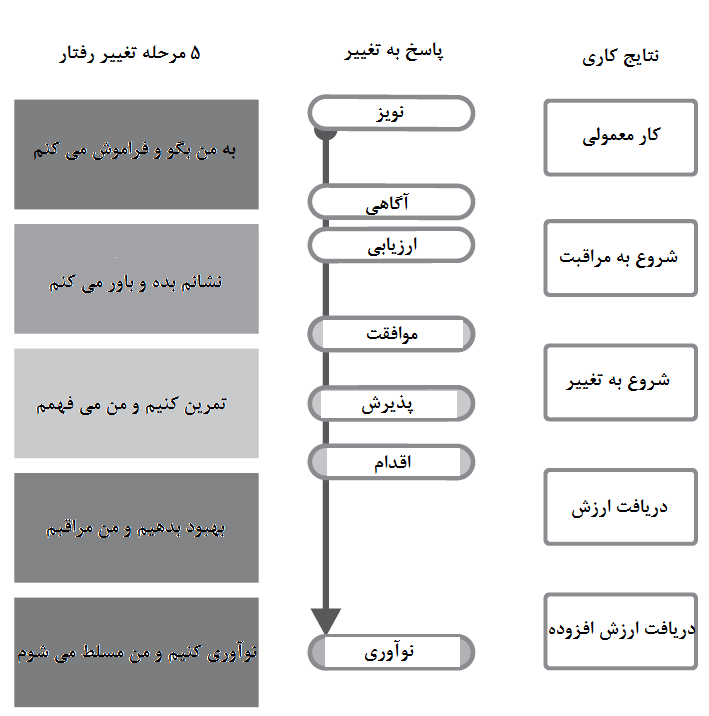 نتایج کاری
پاسخ به تغییر
۵ مرحله تغییر رفتار
کار معمولی
نویز
به من بگو و فراموش می کنم
آگاهی
شروع به مراقبت
ارزیابی
نشانم بده و باور می کنم
موافقت
شروع به تغییر
پذیرش
تمرین کنیم و من می فهمم
اقدام
دریافت ارزش
بهبود بدهیم و من مراقبم
دریافت ارزش افزوده
نوآوری
نوآوری کنیم و من مسلط می شوم